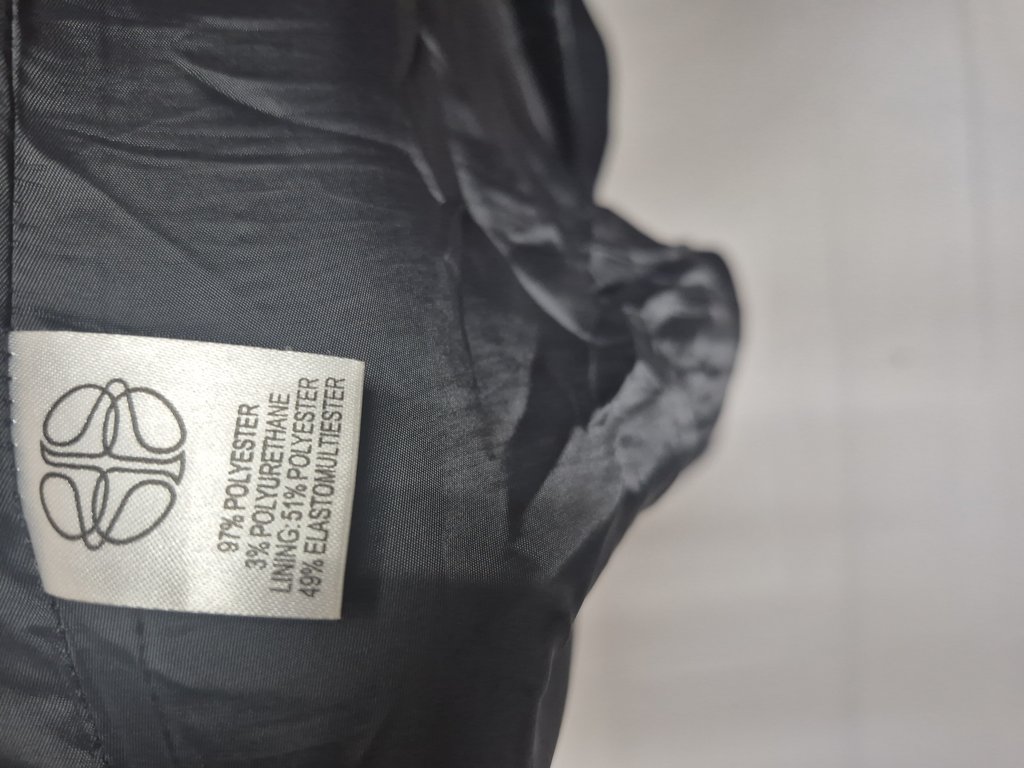 97% POLYESTER
3% POLYURETHANE
LINING: 51% POLYESTER
49% ELASTOMULTIESTER